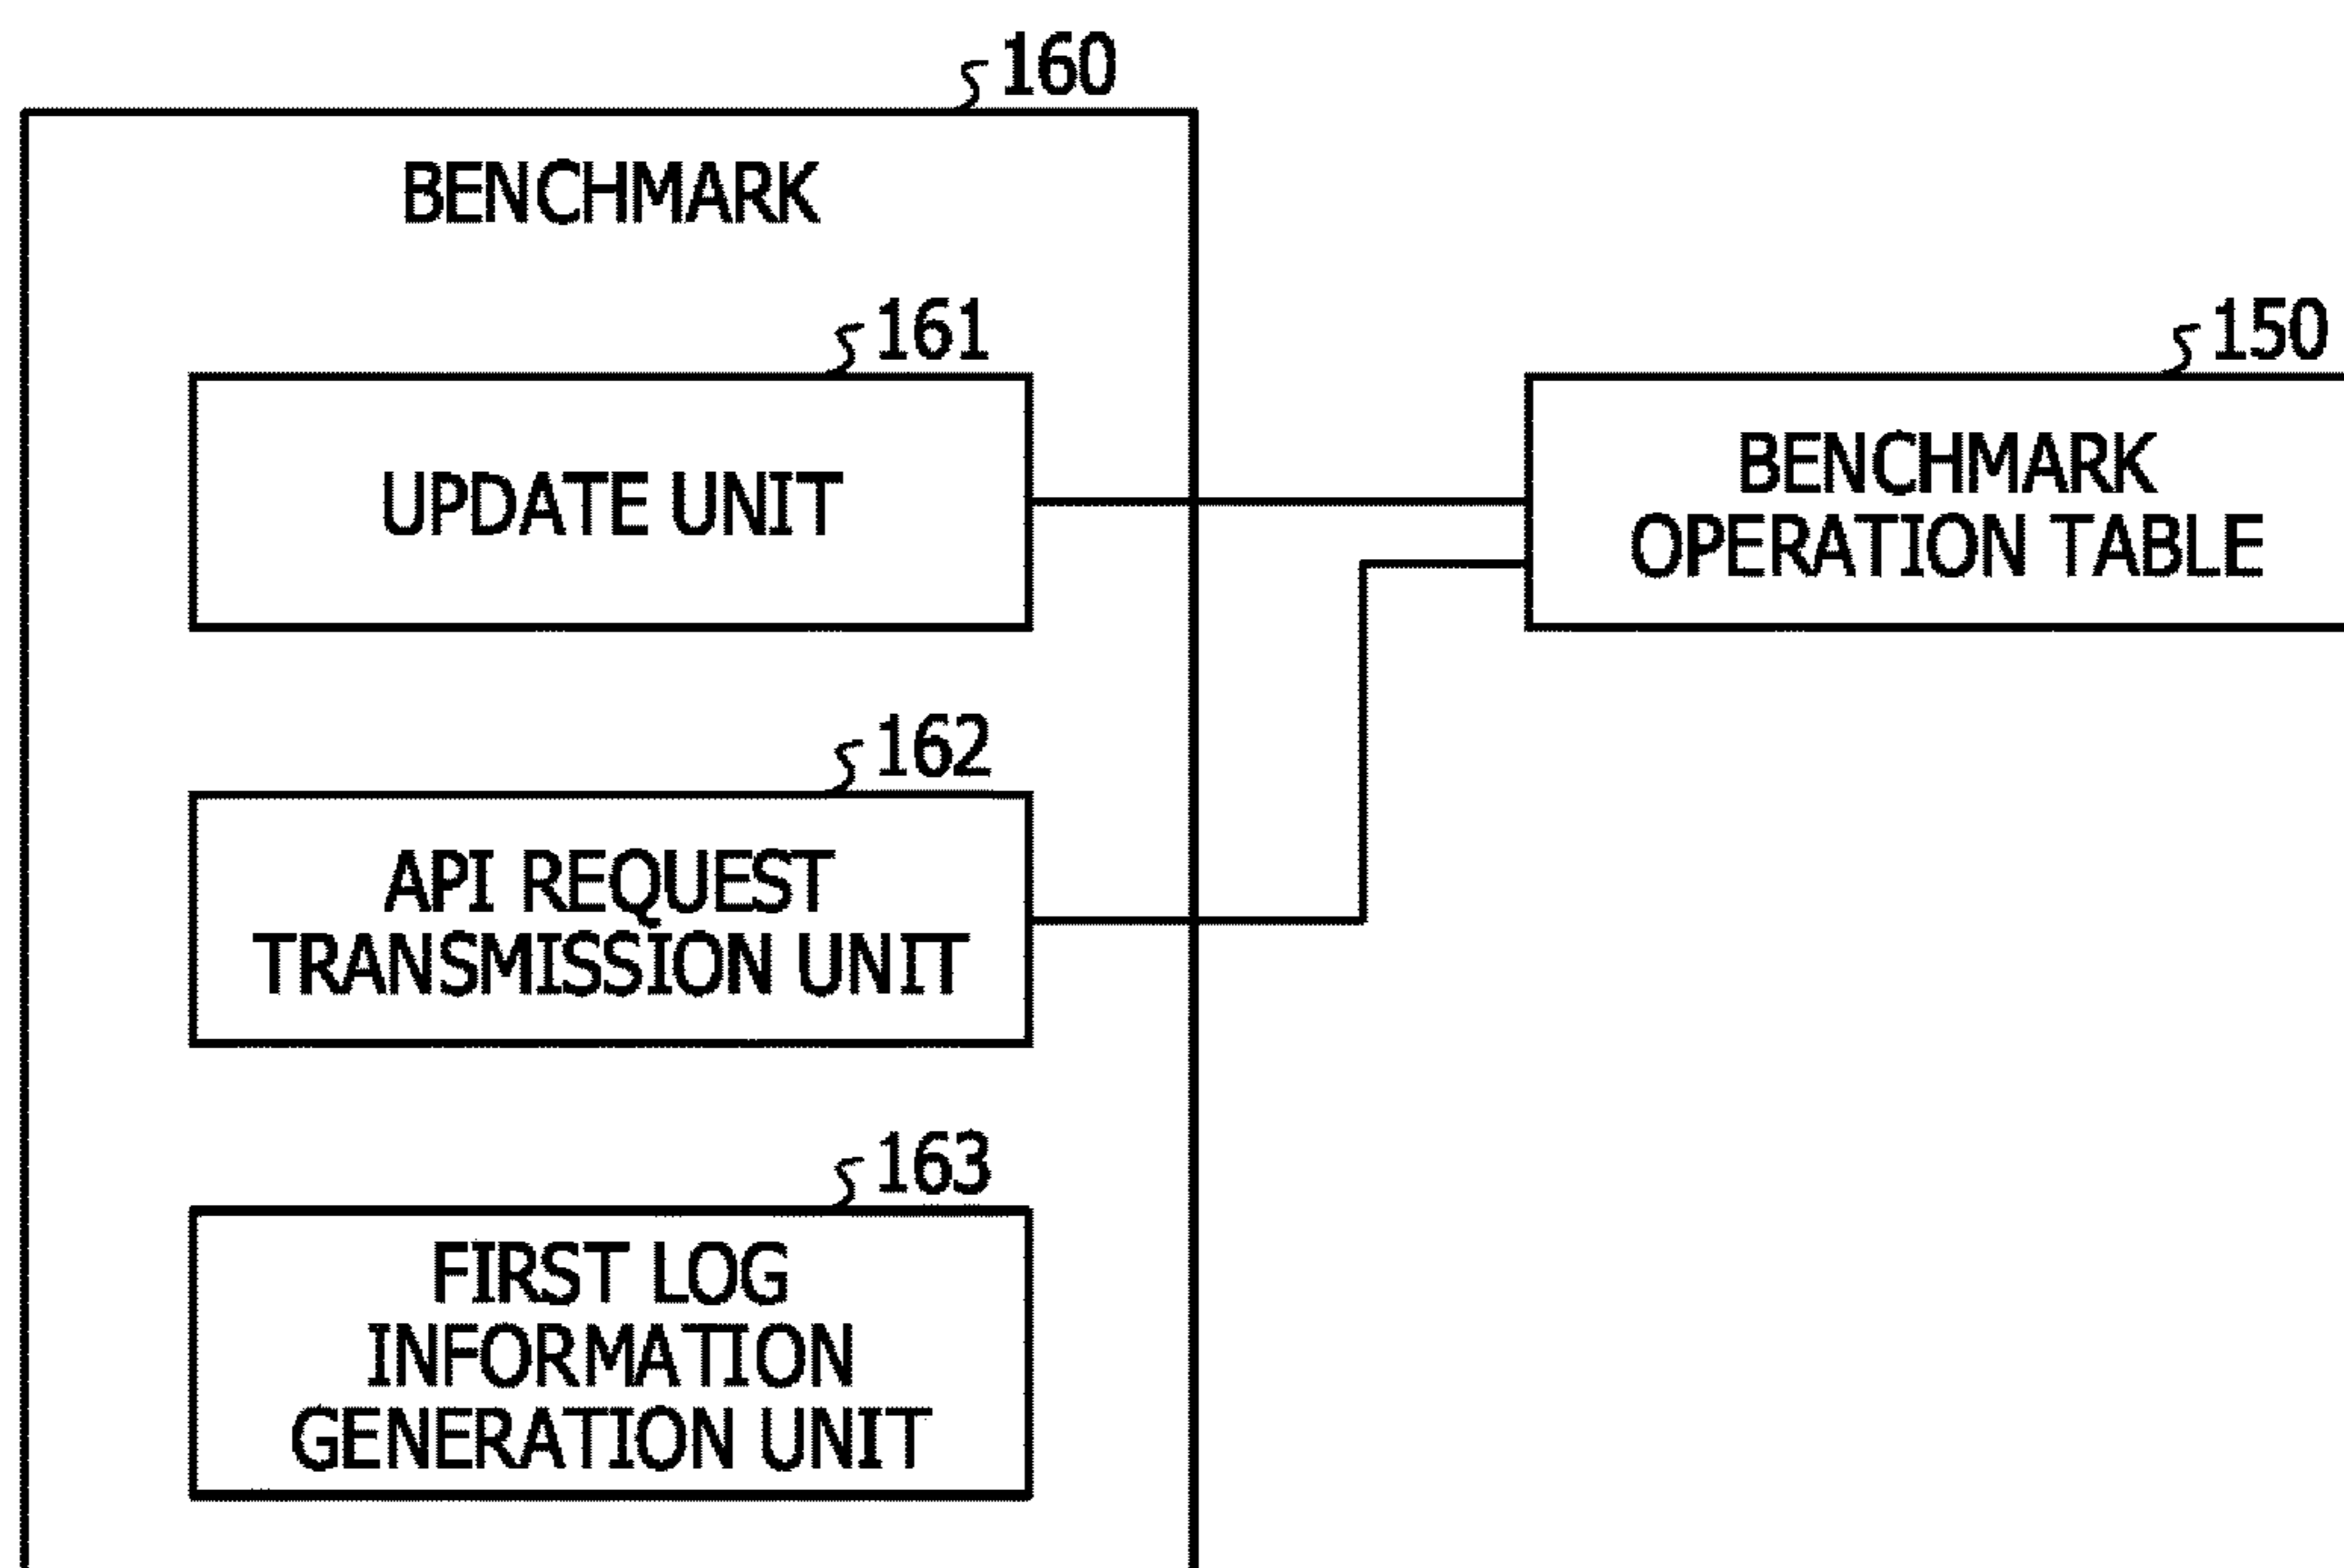 160
BENCHMARK
161
UPDATE UNIT
150
BENCHMARK
OPERATION TABLE
162
API REQUEST
TRANSMISSION UNIT
163
FIRST LOG
INFORMATION
GENERATION UNIT